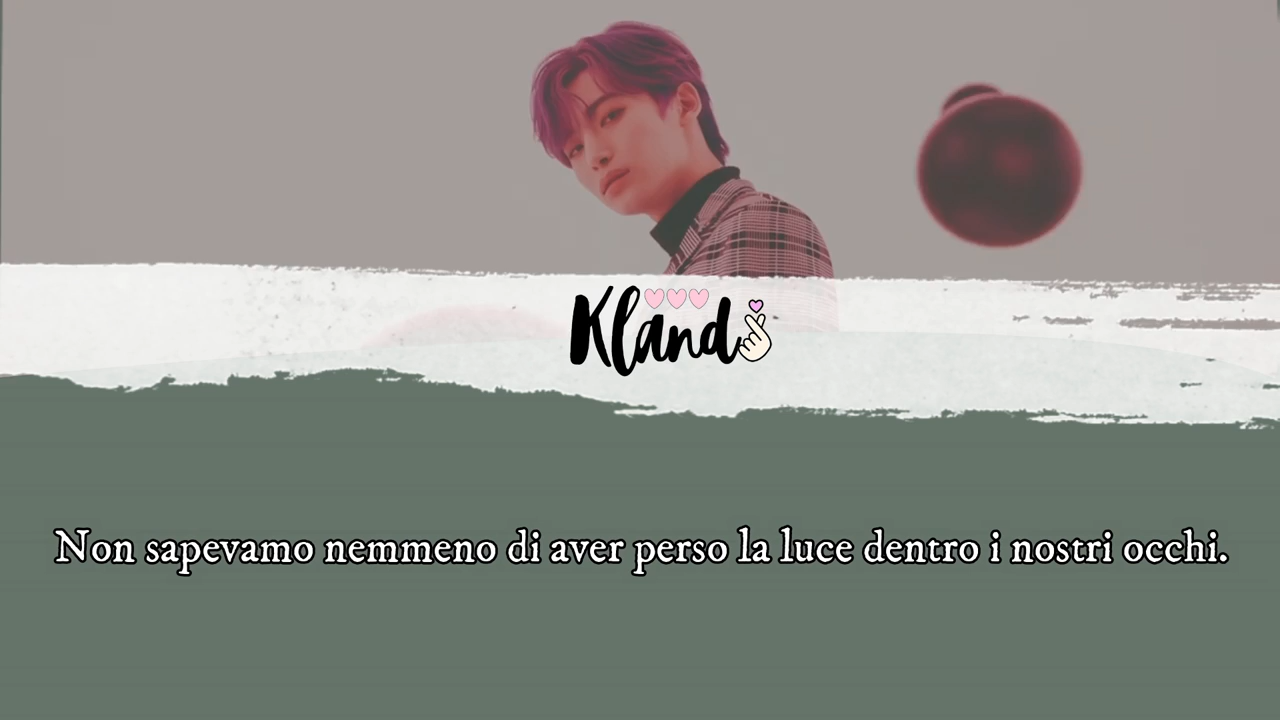 Kland
Non sapevamo nemmeno di aver perso la luce dentro i nostri occhi.